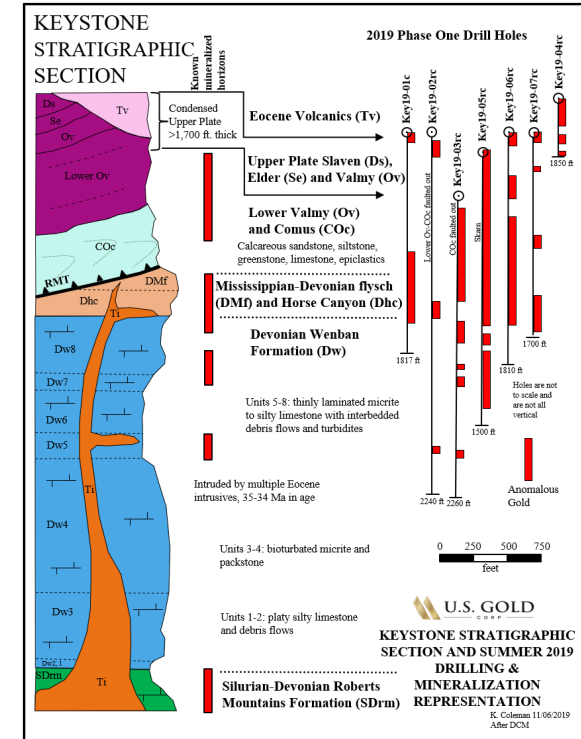 KEYSTONE
STRATIGRAPHIC
SECTION
Known
mineralized
horizons
2019 Phase One Drill Holes
Key19-01c
Key19-02rc
Key19-03rc
Key19-05rc
Key19-06rc
Key19-07rc
Key19-04rc
Ds
Se
Ov
Tv
Lower Ov
COc
RMT
DMf
Dhc
Ti
Dw8
Dw7
Dw6
Dw5
Ti
Dw4
Dw3
Dw2, 1
SDrm
Ti
Condensed
Upper Plate
>1,700 ft. thick
Eocene Volcanics (Tv)
Upper Plate Slaven (Ds),
Elder (Se) and Valmy (Ov)
Lower Valmy (Ov)
and Comus (COc)
Calcareous sandstone, siltstone,
greenstone, limestone, epiclastics
Mississippian-Devonian flysch
(DMf) and Horse Canyon (Dhc)
Devonian Wenban
Formation (Dw)
Units 5-8: thinly laminated micrite
to silty limestone with interbedded
debris flows and turbidites
Intruded by multiple Eocene
intrusives, 35-34 Ma in age
Units 3-4: bioturbated micrite and
packstone
Units 1-2: platy silty limestone
and debris flows
Silurian-Devonian Roberts
Mountains Formation (SDrm)
Lower Ov-COc faulted out
COc faulted out
Skarn
1817 ft
2240 ft
2260 ft
1500 ft
1810 ft
1700 ft
1850 ft
Holes are not
to scale and
are not all
vertical
Anomalous
Gold
0 250 500 750
feet
U.S. GOLD
CORP
KEYSTONE STRATIGRAPHIC
SECTION AND SUMMER 2019
DRILLING &
MINERALIZATION
REPRESENTATION
K. Coleman 11/06/2019
After DCM